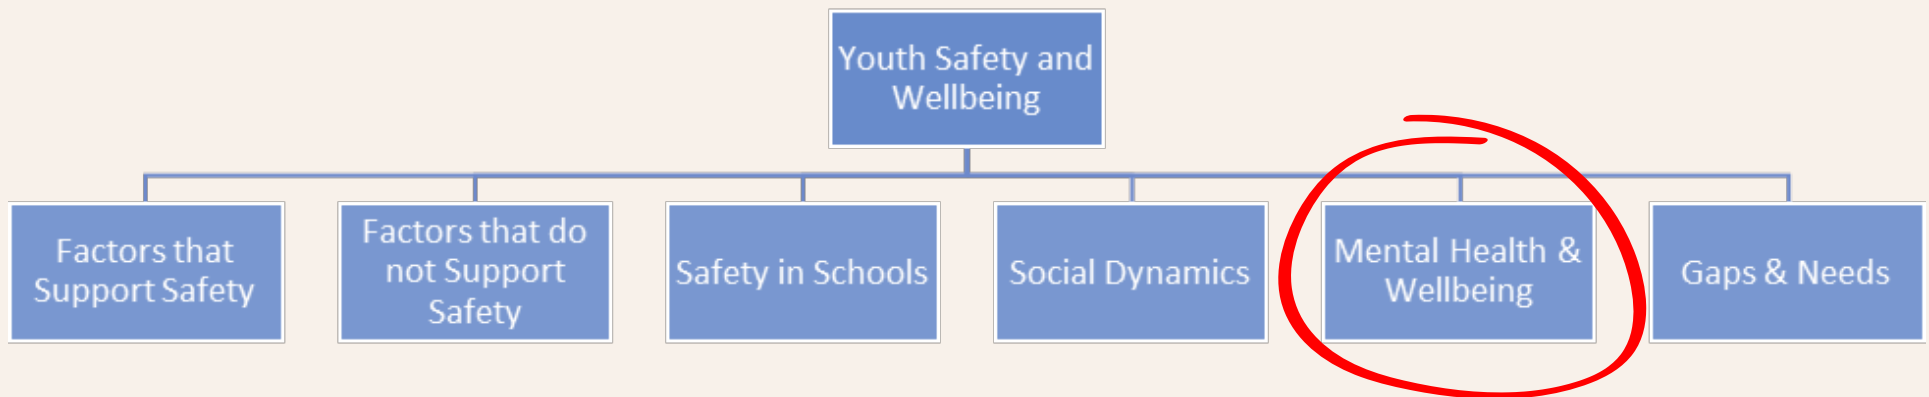 Youth Safety and
Wellbeing
Factors that
Support Safety
Factors that do
not Support
Safety
Safety in Schools
Social Dynamics
Mental Health &
Wellbeing
Gaps & Needs